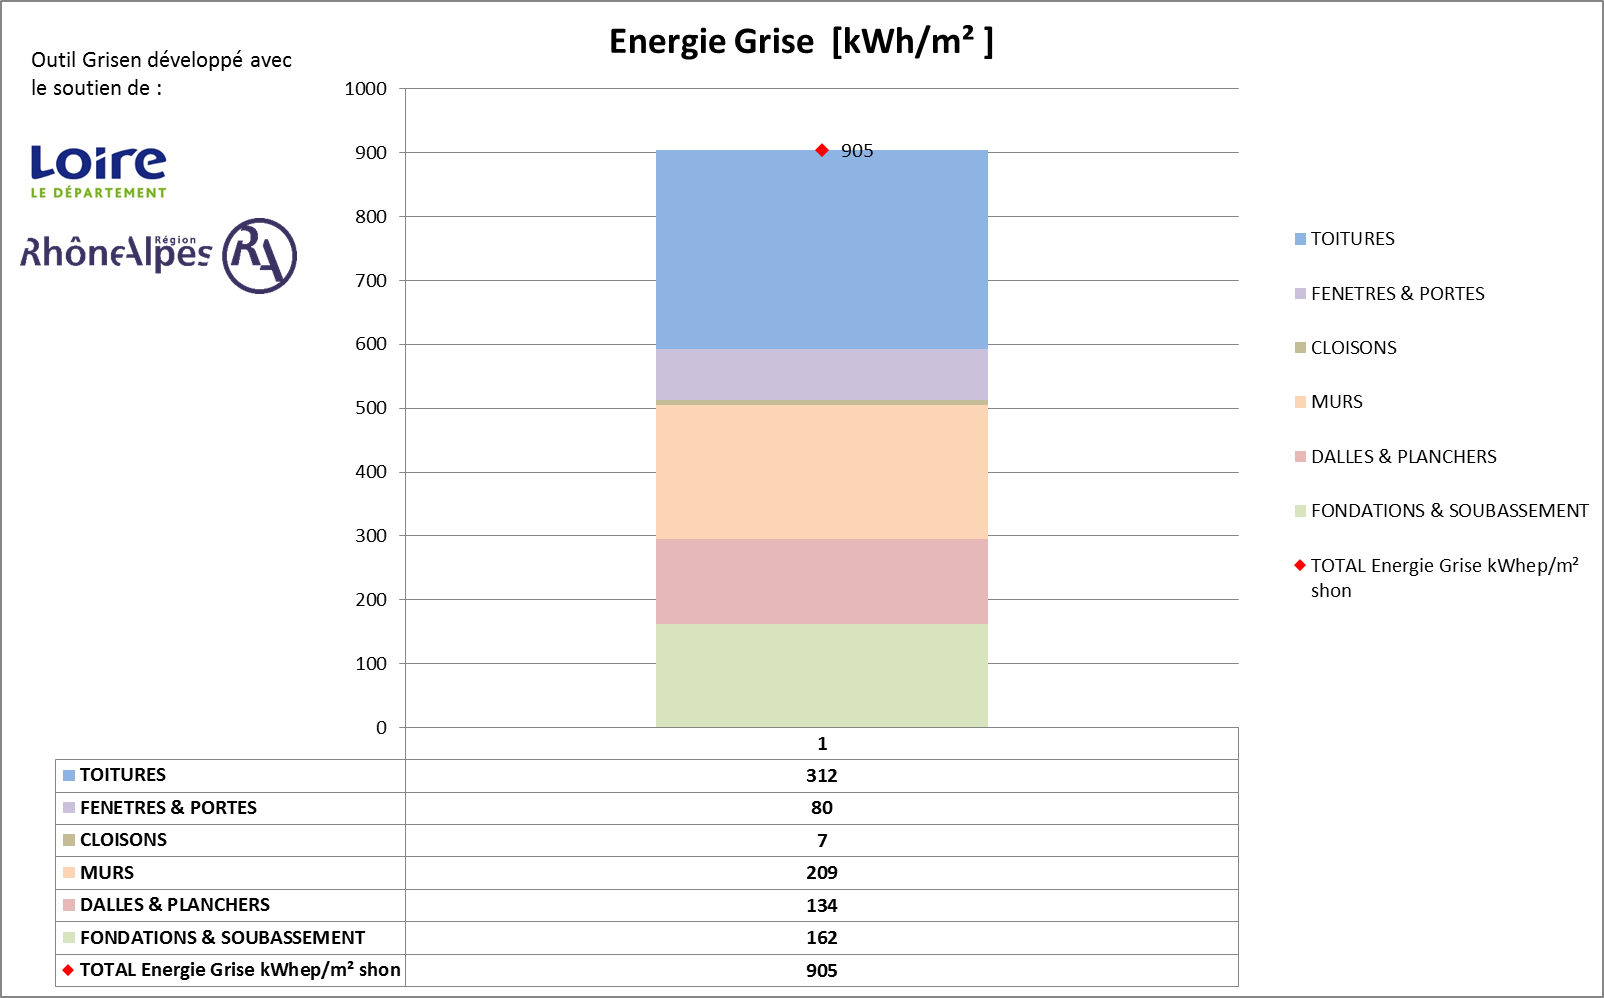 Energie Grise  [kWh/m² ]
Outil Grisen développé avec
le soutien de :
Loire
LE DÉPARTEMENT
RhôneAlpes
Région
RA
1000
900
800
700
600
500
400
300
200
100
0
905
TOITURES
FENETRES & PORTES
CLOISONS
MURS
DALLES & PLANCHERS
FONDATIONS & SOUBASSEMENT
TOTAL Energie Grise kWhep/m²
shon
1
TOITURES 312
FENETRES & PORTES 80
CLOISONS 7
MURS 209
DALLES & PLANCHERS 134
FONDATIONS & SOUBASSEMENT 162
TOTAL Energie Grise kWhep/m² shon 905